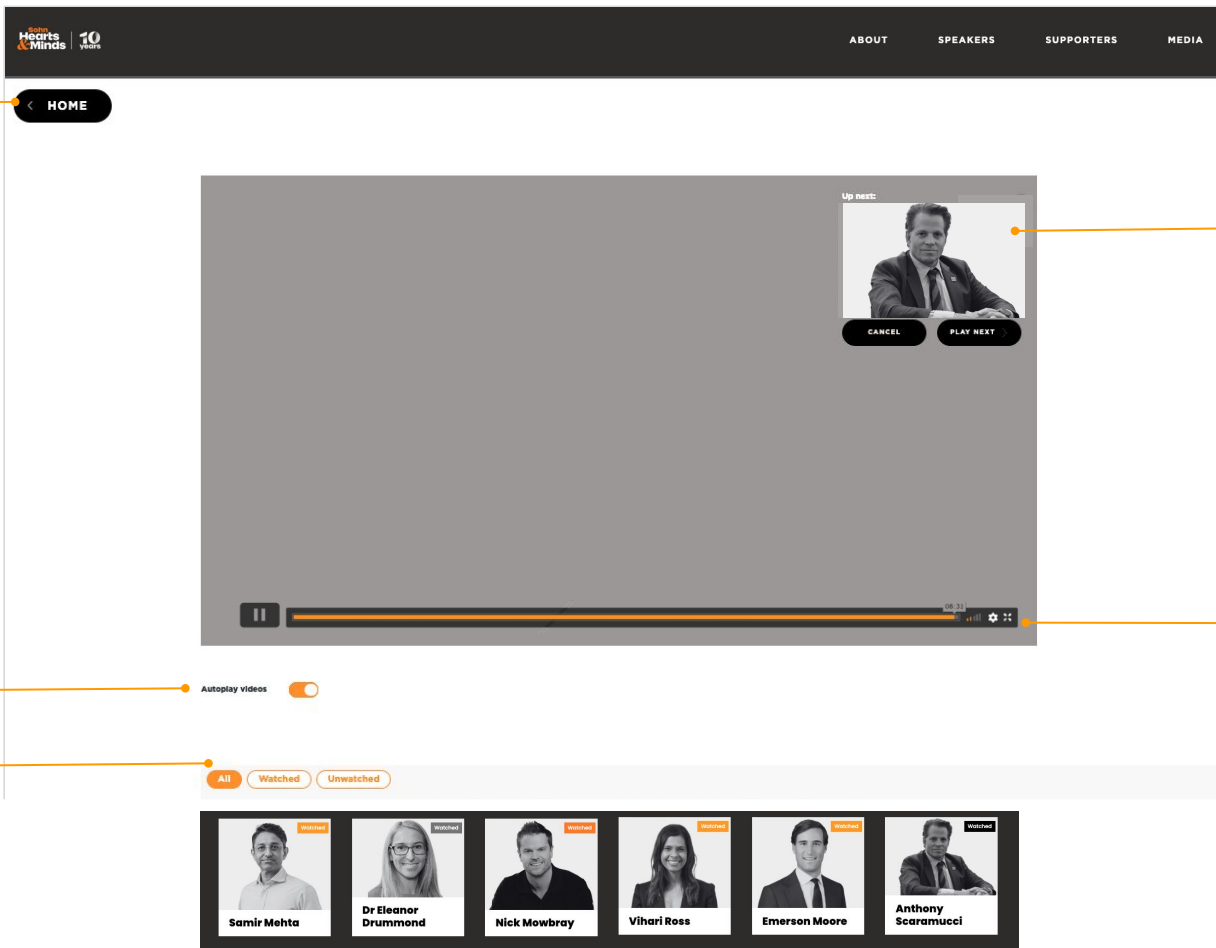 Sohn
Hearts
&Minds
10
years
ABOUT
SPEAKERS
SUPPORTERS
MEDIA
HOME
Up next:
CANCEL
PLAY NEXT
08:31
Autoplay videos
All
Watched
Unwatched
Watched
Watched
Watched
Watched
Watched
Watched
Samir Mehta
Dr Eleanor
Drummond
Nick Mowbray
Vihari Ross
Emerson Moore
Anthony
Scaramucci